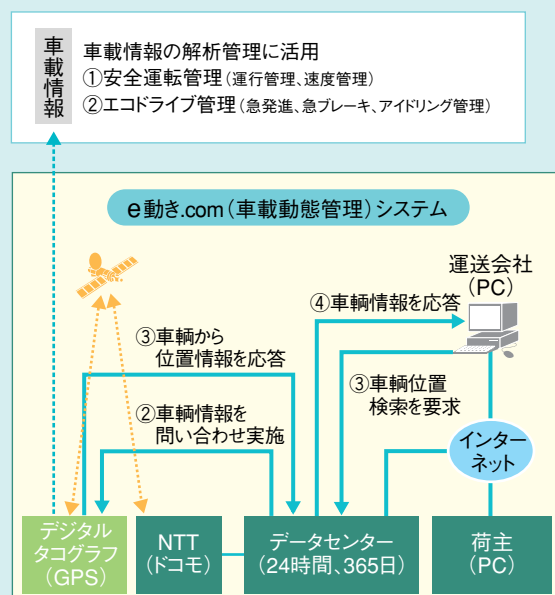 車載情報
車載情報の解析管理に活用
①安全運転管理(運行管理、速度管理)
②エコドライブ管理(急発進、急ブレーキ、アイドリング管理)
e動き.com(車載動態管理)システム
運送会社
(PC)
④車輌情報を応答
③車輌から
位置情報を応答
③車輌位置
検索を要求
②車輌情報を
問い合わせ実施
インター
ネット
デジタル
タコグラフ
(GPS)
NTT
(ドコモ)
データセンター
(24時間、365日)
荷主
(PC)